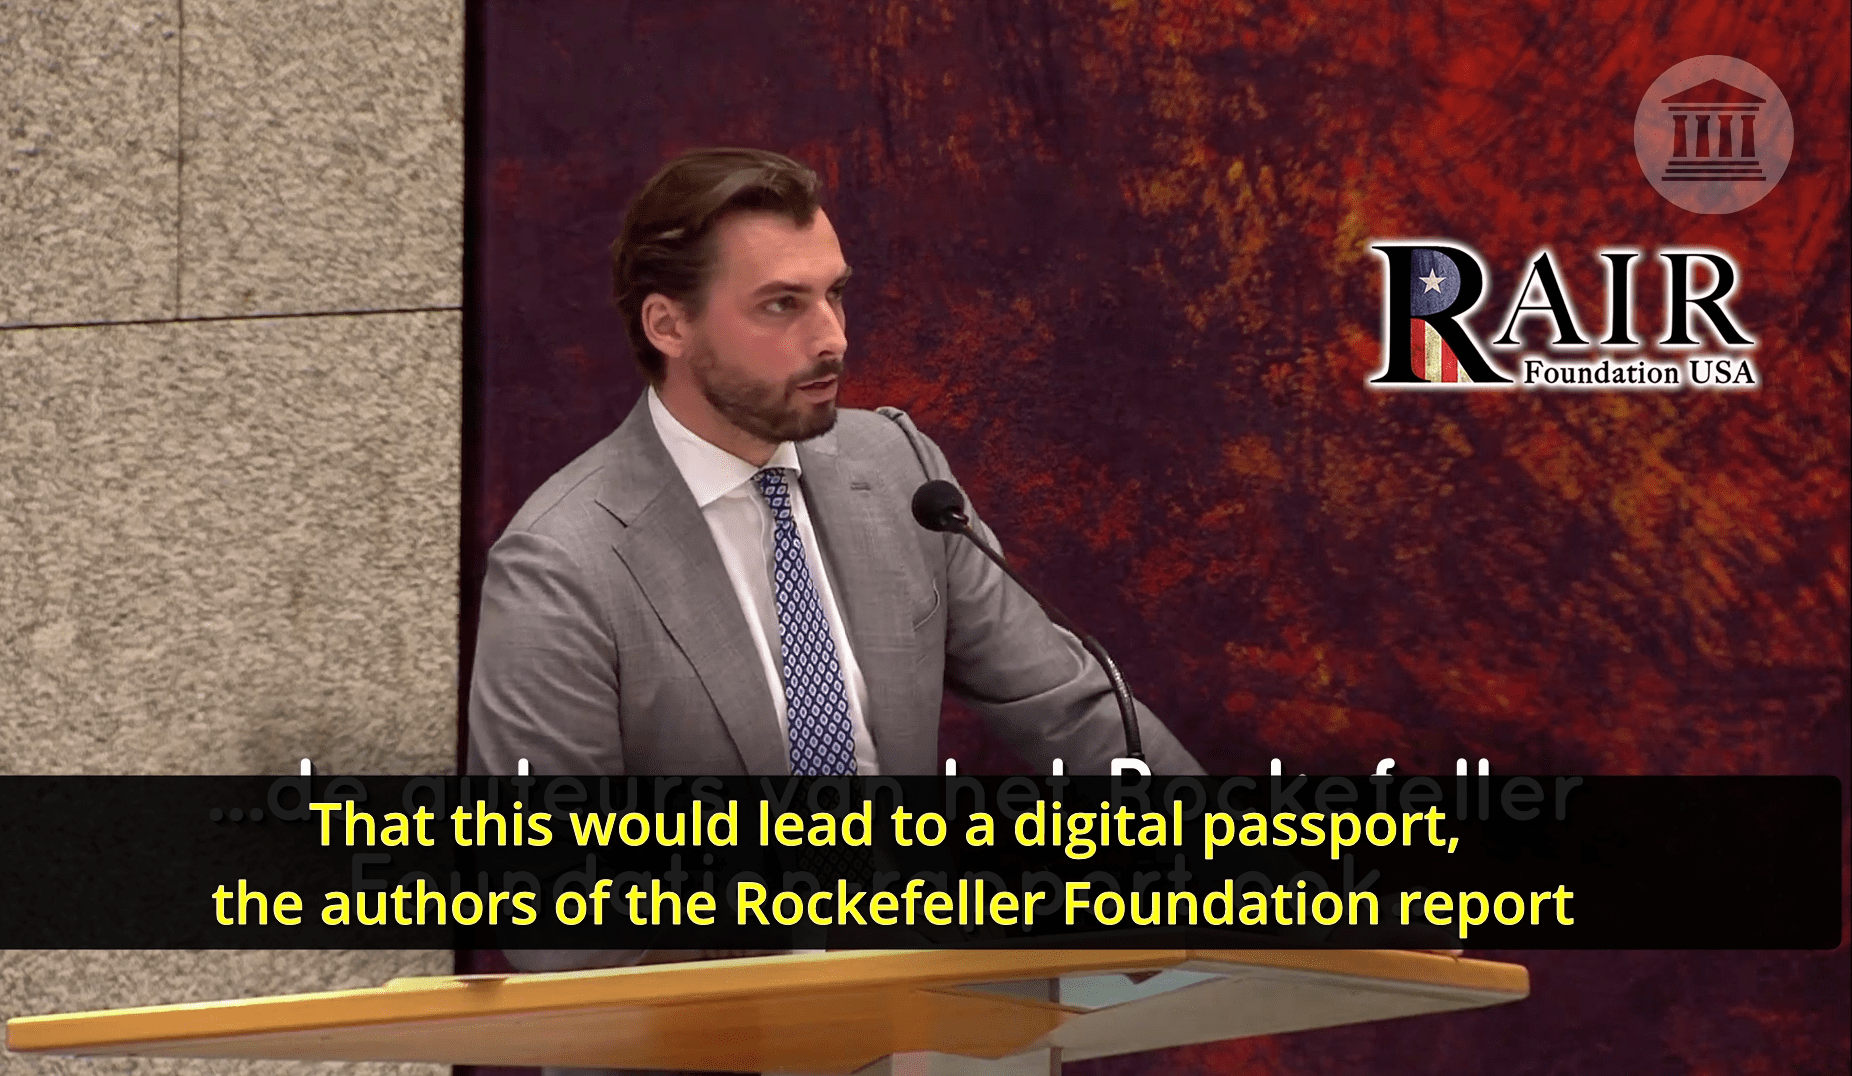 RAIR
Foundation USA
...de auteurs van het Rockefeller
Foundation rapport ook...
That this would lead to a digital passport,
the authors of the Rockefeller Foundation report